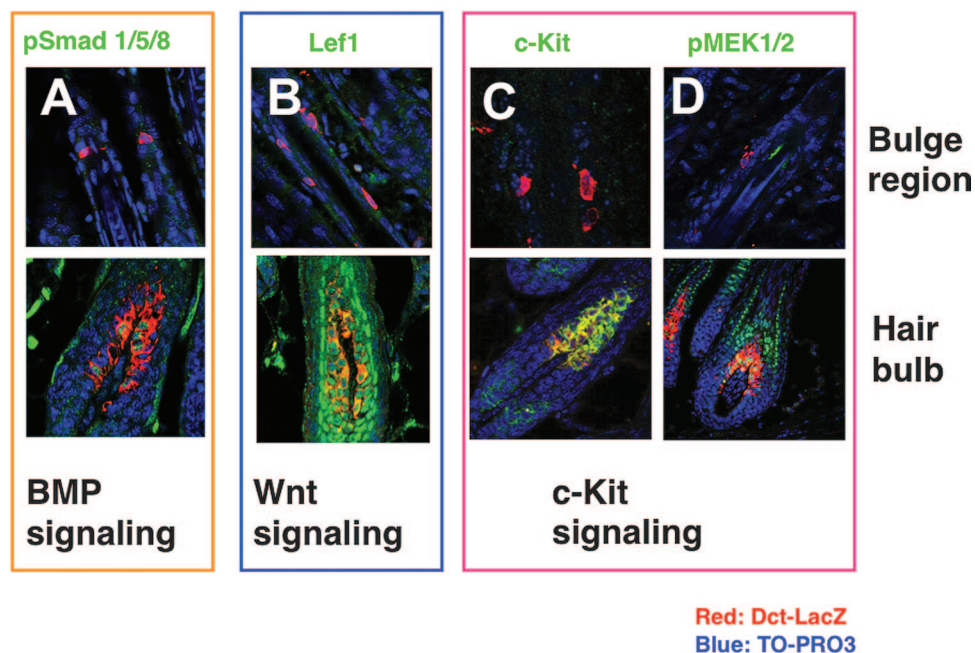 pSmad 1/5/8
Lef1
c-Kit
pMEK1/2
A
B
C
D
Bulge
region
Hair
bulb
BMP
signaling
Wnt
signaling
c-Kit
signaling
Red: Dct-LacZ
Blue: TO-PRO3